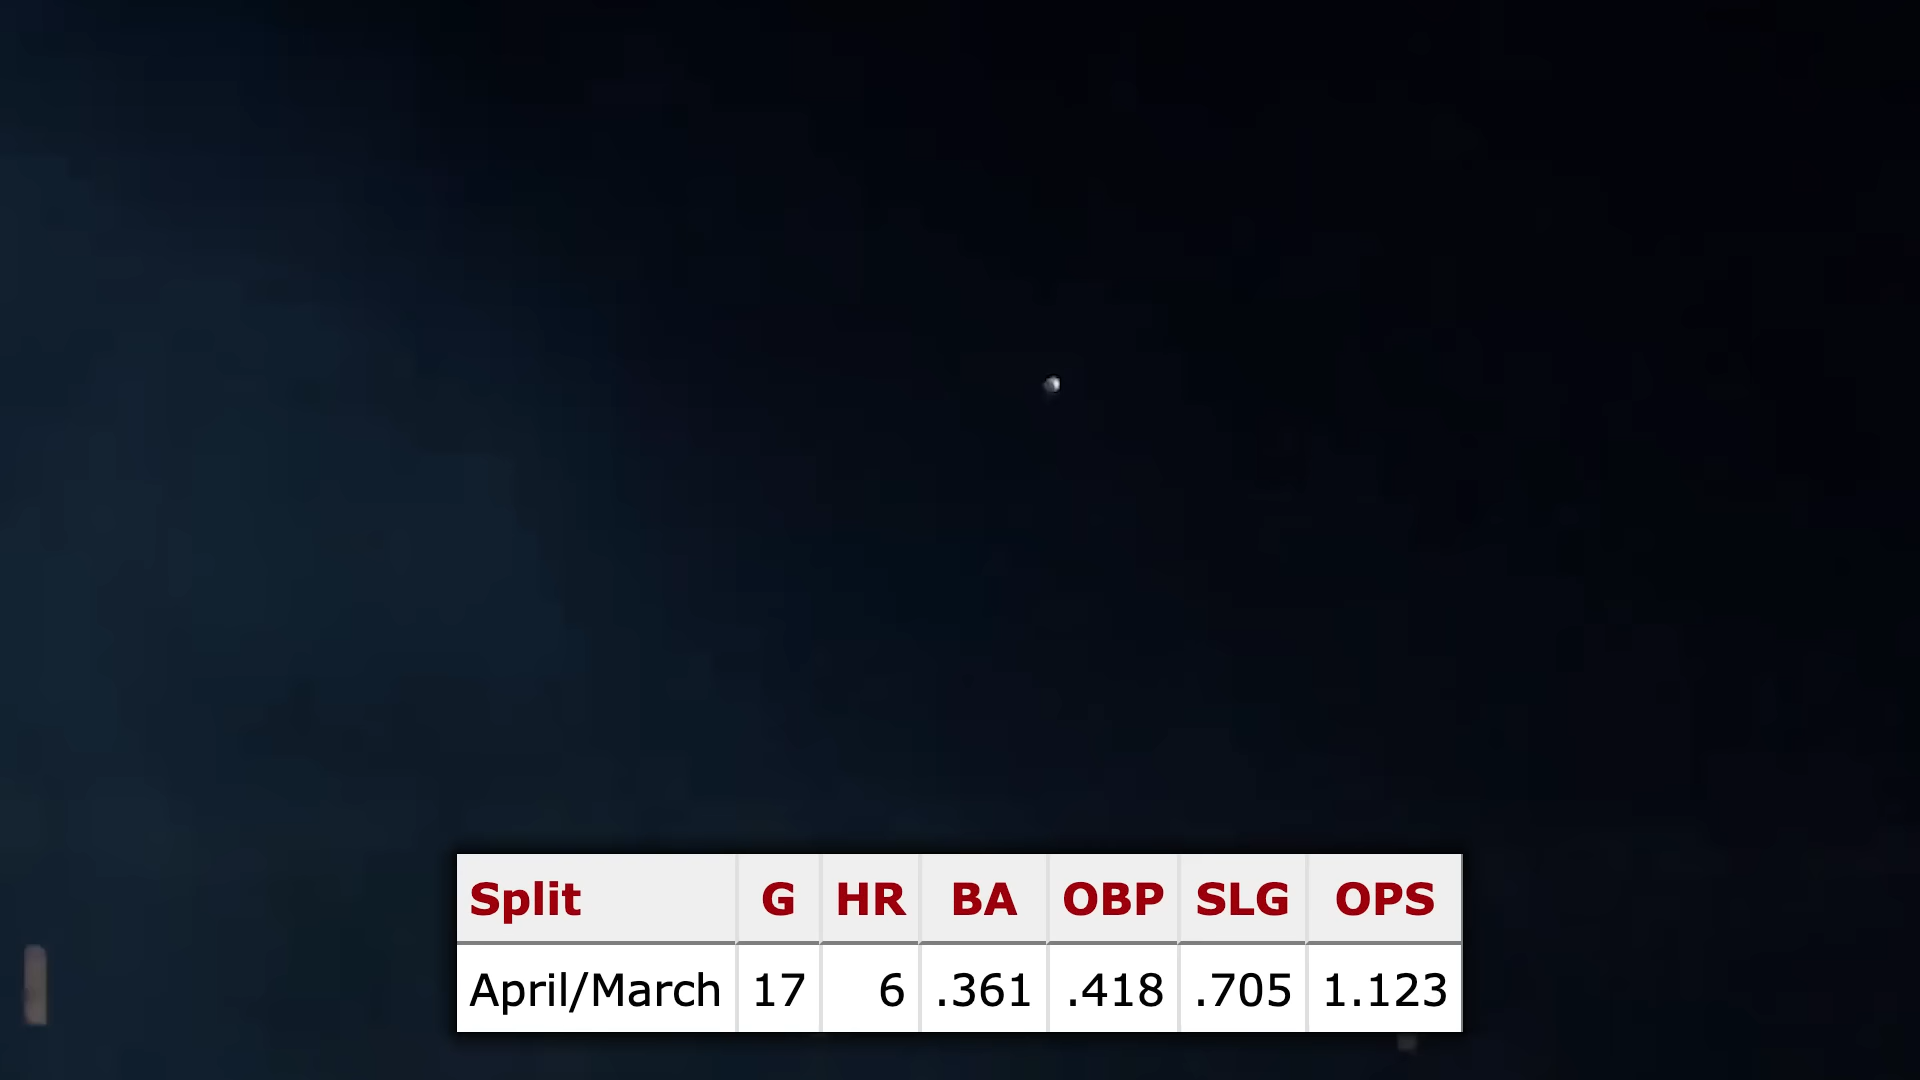 Split G HR BA OBP SLG OPS
April/March 17 6 .361 .418 .705 1.123